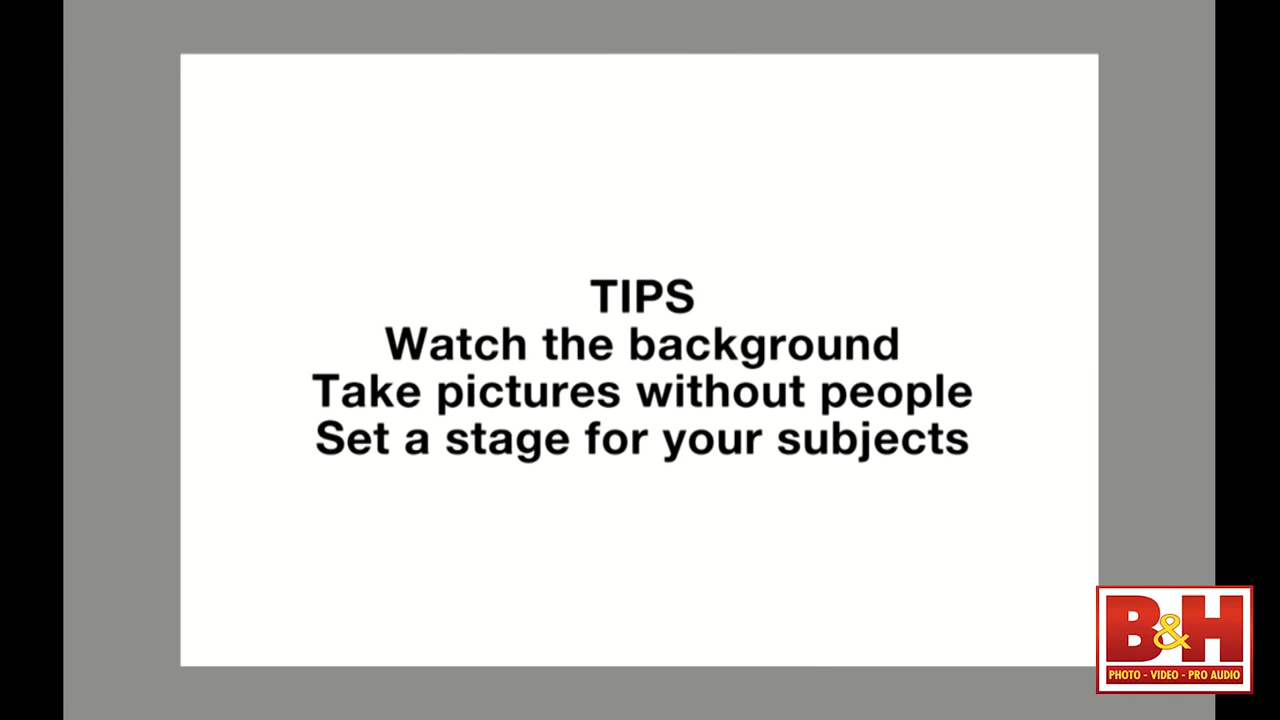 TIPS
Watch the background
Take pictures without people
Set a stage for your subjects
B&H
PHOTO - VIDEO - PRO AUDIO